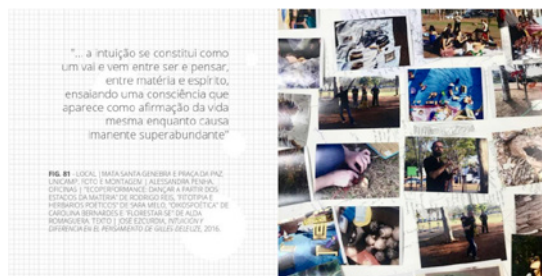 "... a intuição se constitui como
um vai e vem entre ser e pensar,
entre matéria e espírito,
ensaiando uma consciência que
aparece como afirmação da vida
mesma enquanto causa
imanente superabundante"
FIG. 81 - LOCAL | MATA SANTA GENEBRA E PRAÇA DA PAZ,
UNICAMP. FOTO E MONTAGEM | ALESSANDRA PENHA.
OFICINAS | "ECOPERFORMANCE: DANÇAR A PARTIR DOS
ESTADOS DA MATÉRIA" DE RODRIGO REIS, "FITOTIPIA E
HERBÁRIOS POÉTICOS" DE SARA MELO, "OIKOSPOÉTICA" DE
CAROLINA BERNARDES E "FLORESTAR-SE" DE ALDA
ROMAGUERA. TEXTO | JOSÉ EZCURDIA, INTUICIÓN Y
DIFERENCIA EN EL PENSAMIENTO DE GILLES DELEUZE, 2016.